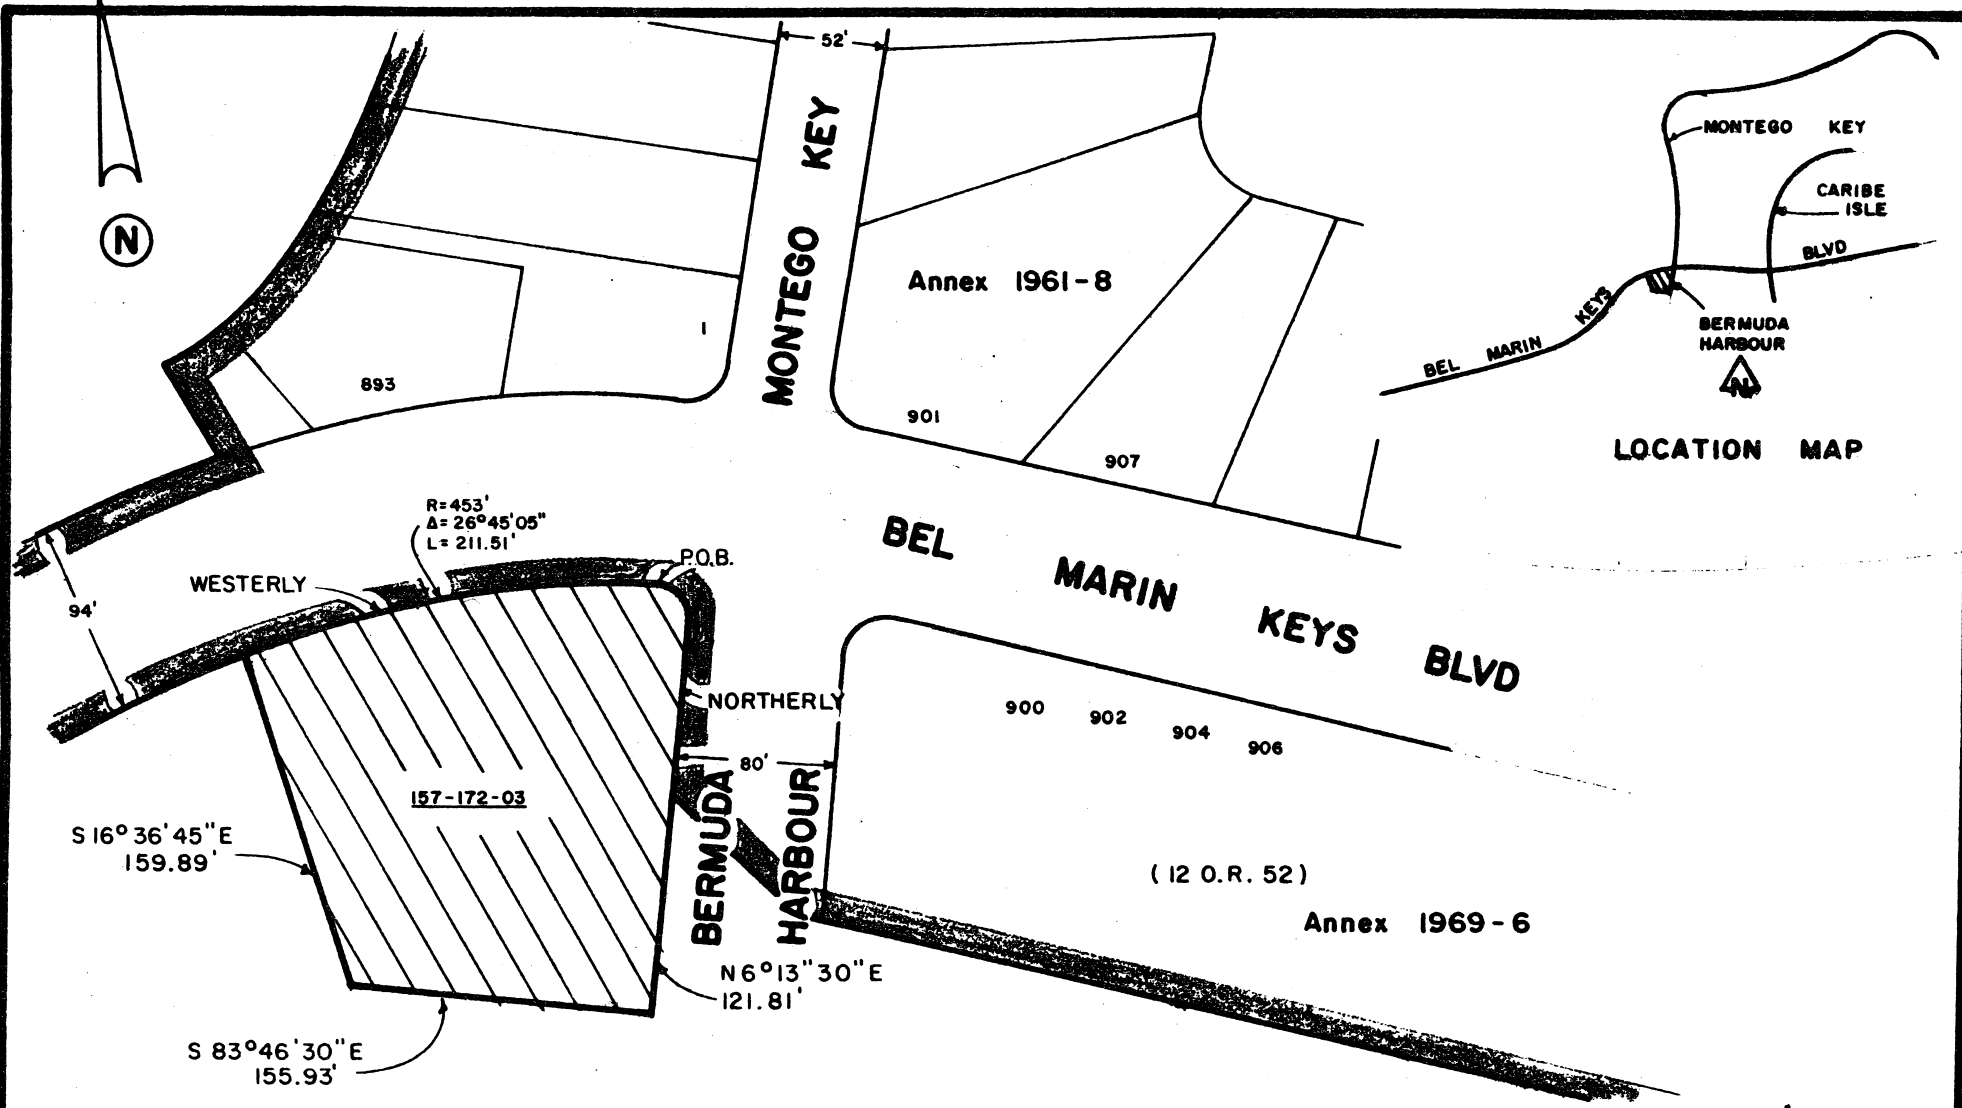 52'
N
MONTEGO KEY
MONTEGO KEY
CARIBE
ISLE
BLVD
KEYS
MARIN
BEL
BERMUDA
HARBOUR
N
LOCATION MAP
Annex 1961-8
1
893
901
907
R=453'
Δ=26°45'05"
L=211.51'
P.O.B.
WESTERLY
94'
BEL MARIN KEYS BLVD
NORTHERLY
80'
900 902 904 906
157-172-03
BERMUDA
HARBOUR
S 16°36'45"E
159.89'
(12 O.R. 52)
Annex 1969-6
N6°13"30"E
121.81'
S 83°46'30"E
155.93'